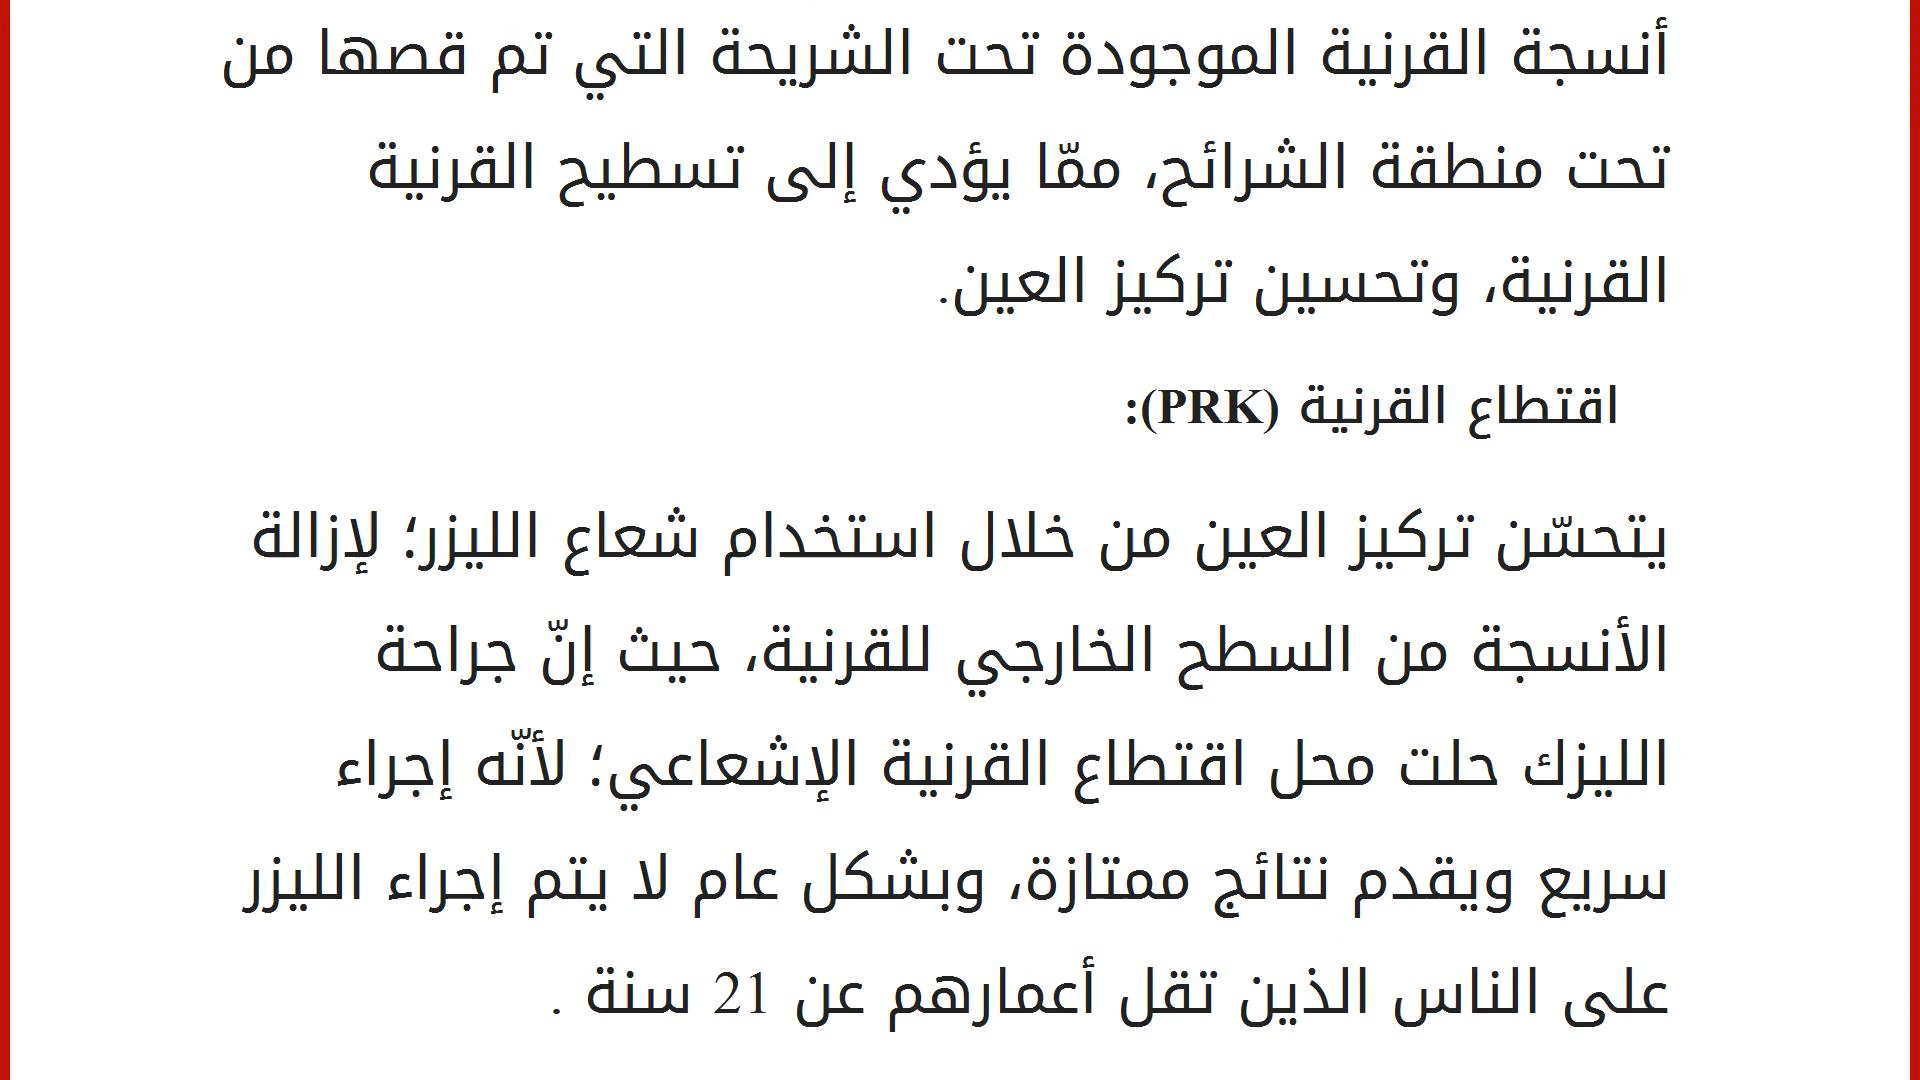 أنسجة القرنية الموجودة تحت الشريحة التي تم قصها من
تحت منطقة الشرائح، ممّا يؤدي إلى تسطيح القرنية
القرنية، وتحسين تركيز العين.
اقتطاع القرنية (PRK):
يتحسّن تركيز العين من خلال استخدام شعاع الليزر؛ لإزالة
الأنسجة من السطح الخارجي للقرنية، حيث إنّ جراحة
الليزك حلت محل اقتطاع القرنية الإشعاعي؛ لأنّه إجراء
سريع ويقدم نتائج ممتازة، وبشكل عام لا يتم إجراء الليزر
على الناس الذين تقل أعمارهم عن 21 سنة .